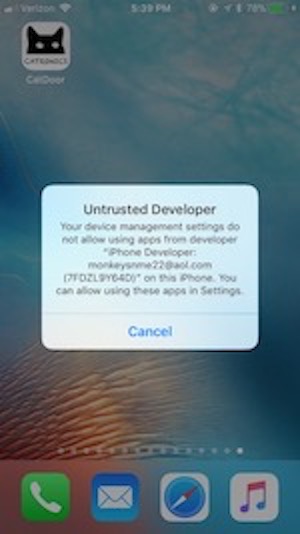 Verizon 5:39 PM 78%
CATRONICS
CatDoor
Untrusted Developer
Your device management settings do
not allow using apps from developer
“iPhone Developer:
monkeysnme22@aol.com
(7FDZL9Y64D)” on this iPhone. You
can allow using these apps in Settings.
Cancel